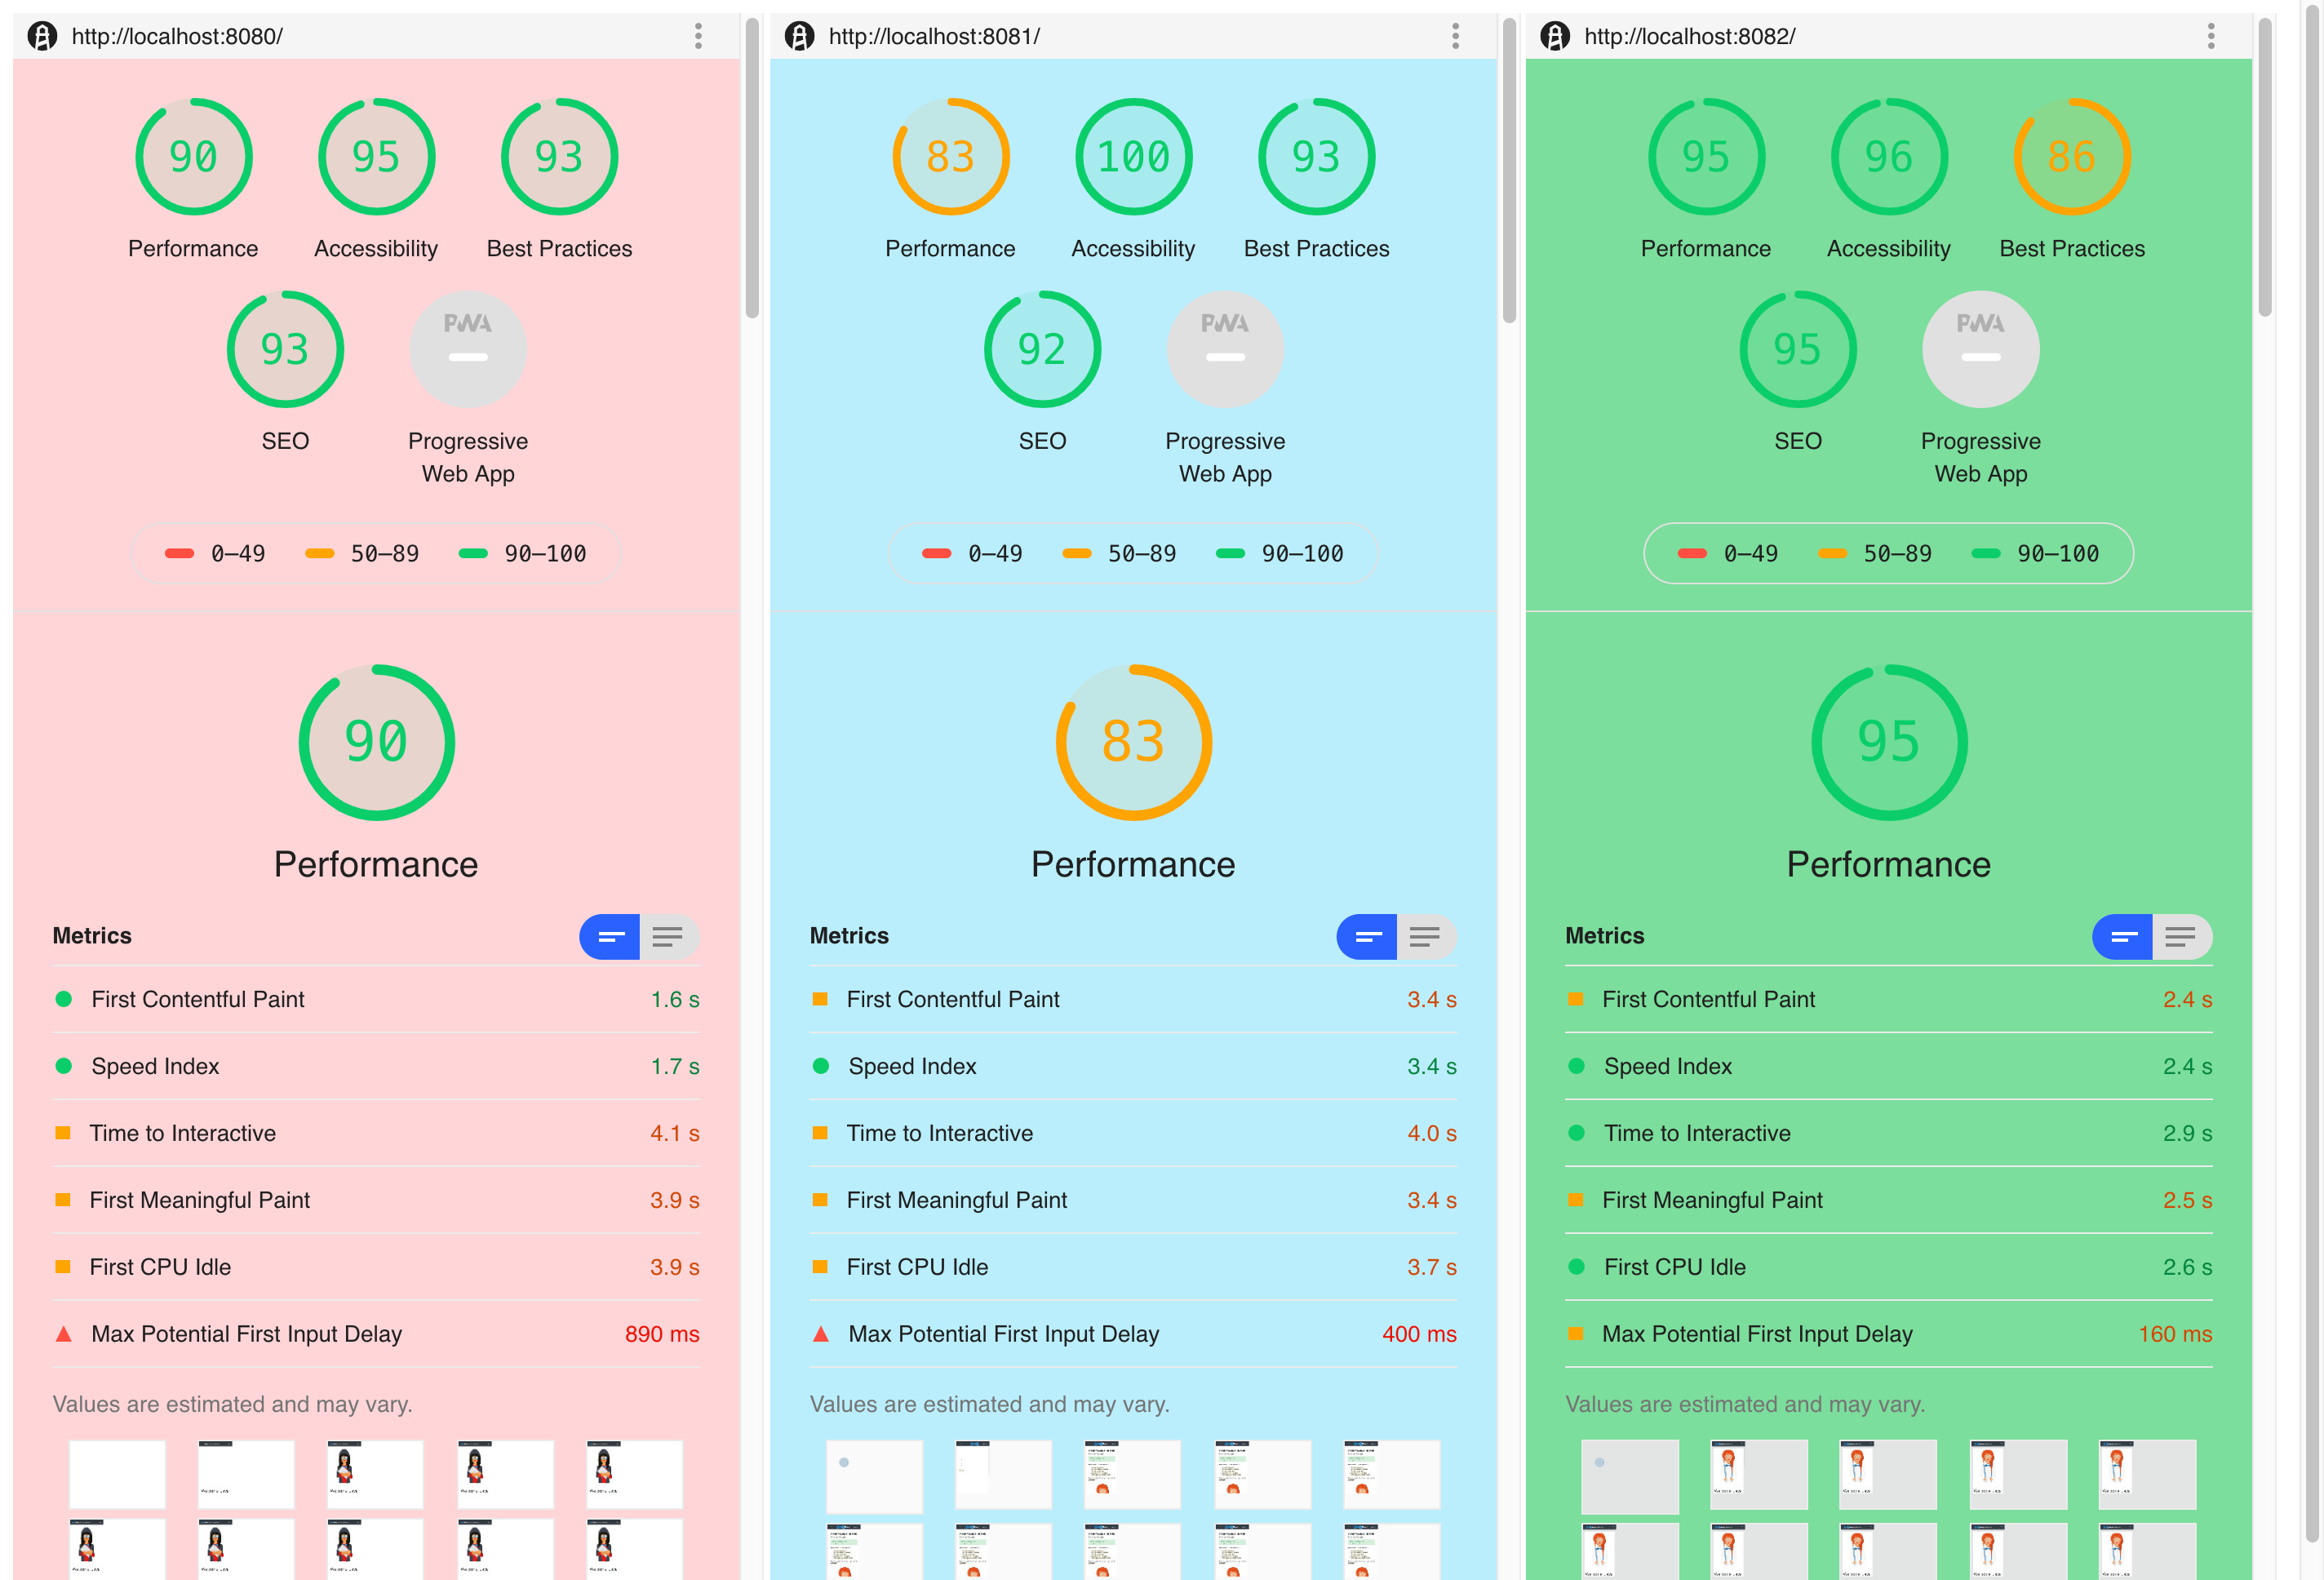 http://localhost:8080/
90
95
93
Performance
Accessibility
Best Practices
93
PWA
SEO
Progressive
Web App
0–49
50–89
90–100
90
Performance
Metrics
First Contentful Paint 1.6 s
Speed Index 1.7 s
Time to Interactive 4.1 s
First Meaningful Paint 3.9 s
First CPU Idle 3.9 s
Max Potential First Input Delay 890 ms
Values are estimated and may vary.
http://localhost:8081/
83
100
93
Performance
Accessibility
Best Practices
92
PWA
SEO
Progressive
Web App
0–49
50–89
90–100
83
Performance
Metrics
First Contentful Paint 3.4 s
Speed Index 3.4 s
Time to Interactive 4.0 s
First Meaningful Paint 3.4 s
First CPU Idle 3.7 s
Max Potential First Input Delay 400 ms
Values are estimated and may vary.
http://localhost:8082/
95
96
86
Performance
Accessibility
Best Practices
95
PWA
SEO
Progressive
Web App
0–49
50–89
90–100
95
Performance
Metrics
First Contentful Paint 2.4 s
Speed Index 2.4 s
Time to Interactive 2.9 s
First Meaningful Paint 2.5 s
First CPU Idle 2.6 s
Max Potential First Input Delay 160 ms
Values are estimated and may vary.